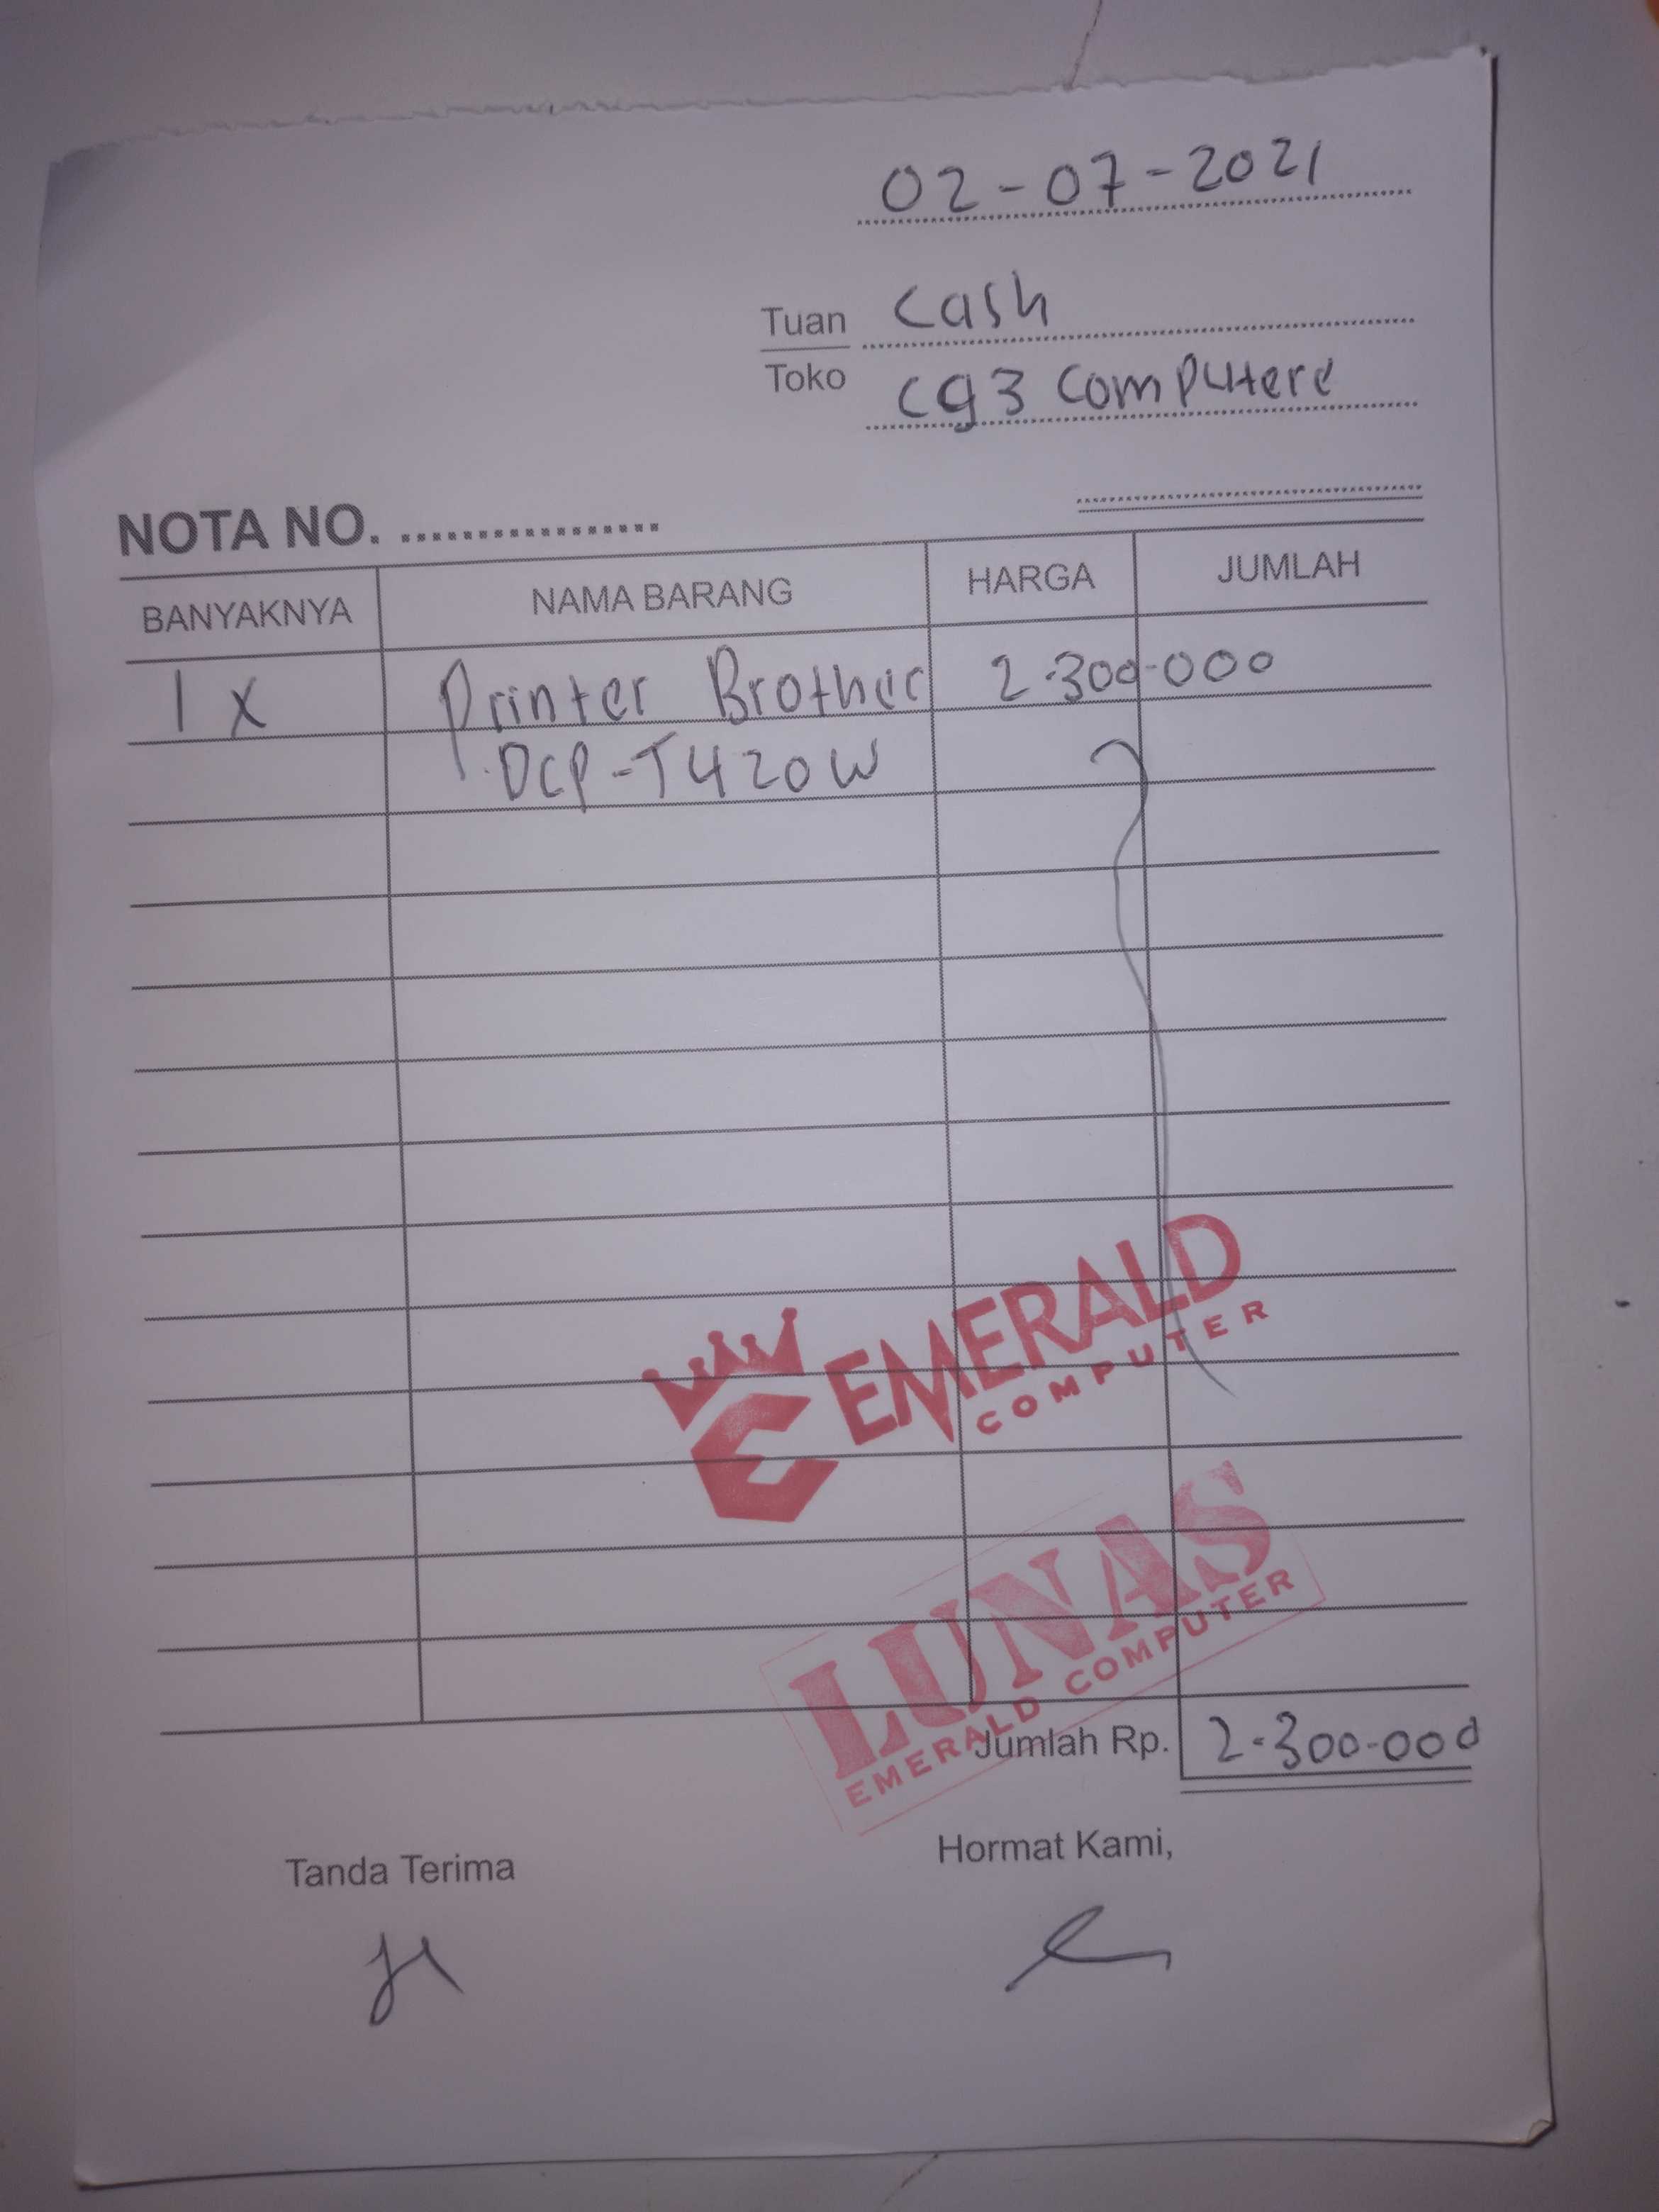 02-07-2021
Tuan Cash
Toko cg3 computere
NOTA NO. ..................
BANYAKNYA NAMA BARANG HARGA JUMLAH
1 x Printer Brother 2.300.000
DCP-T420W
EMERALD
COMPUTER
LUNAS
EMERALD COMPUTER
Jumlah Rp. 2.300.000
Tanda Terima Hormat Kami,